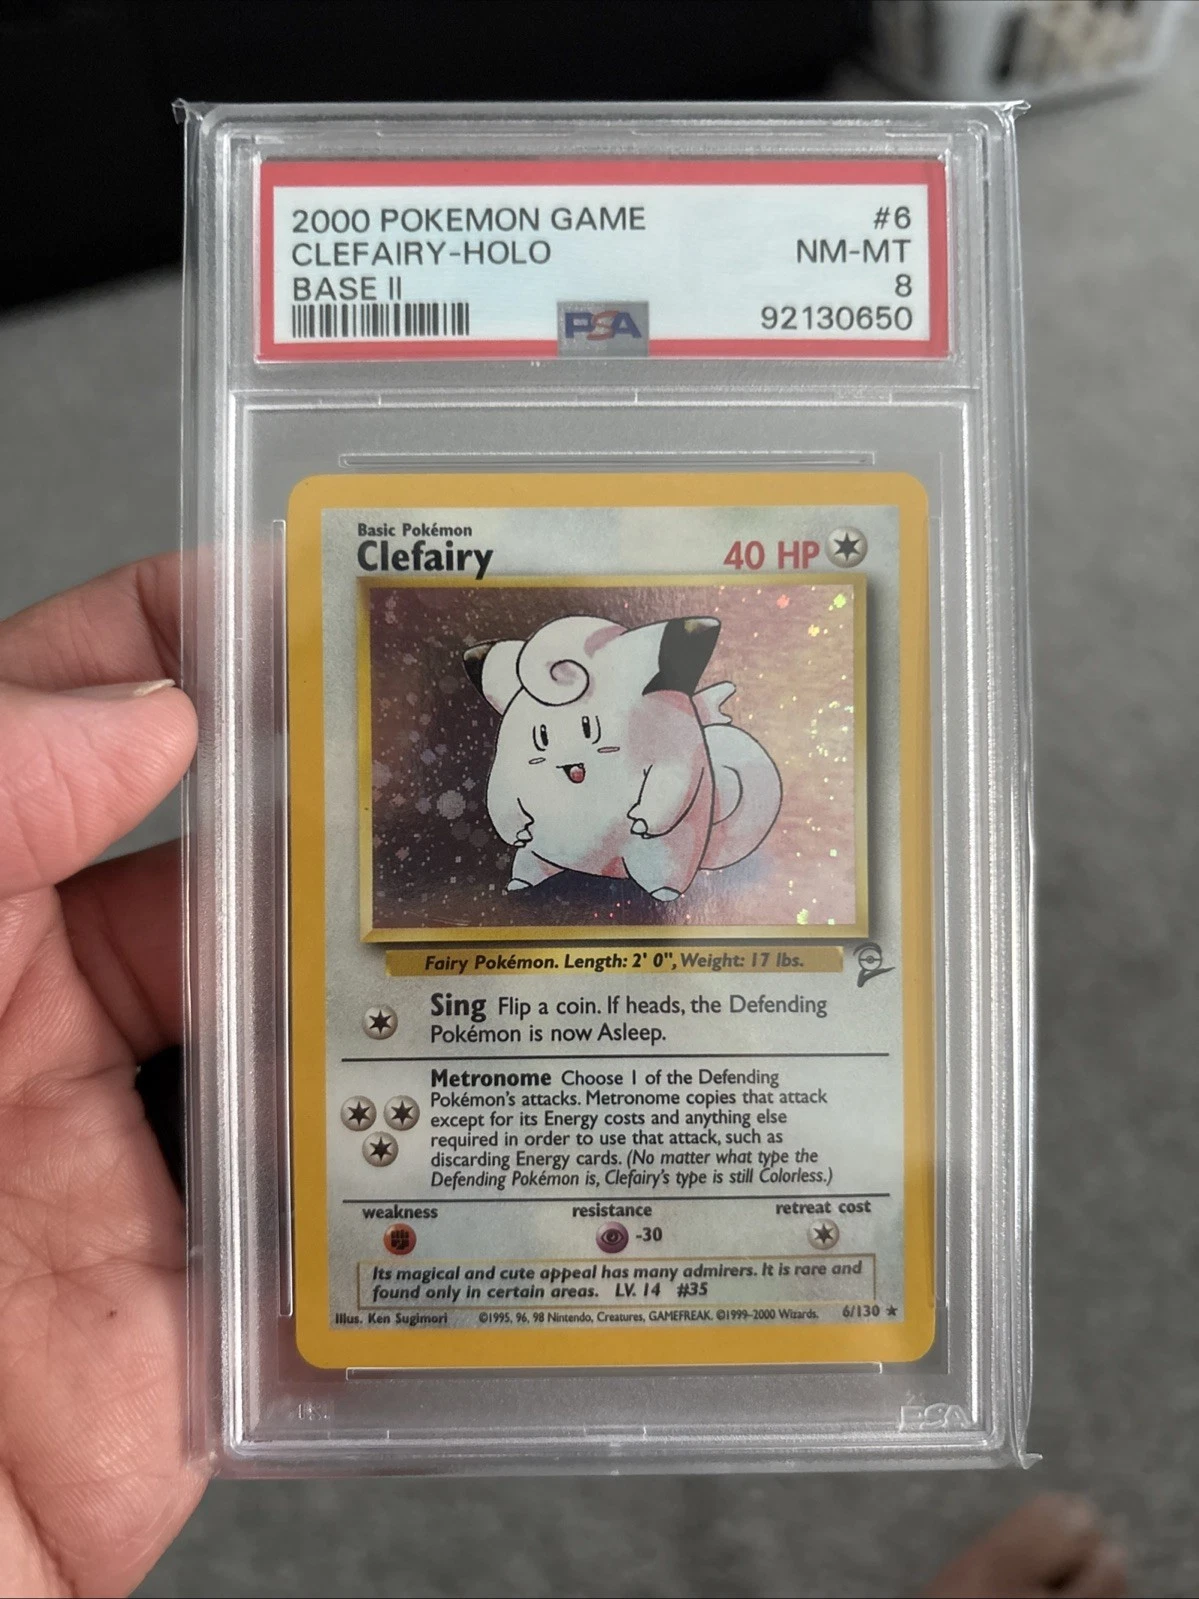 2000 POKEMON GAME #6
CLEFAIRY-HOLO NM-MT
BASE II 8
PSA 92130650
Basic Pokémon
Clefairy 40 HP
Fairy Pokémon. Length: 2' 0", Weight: 17 lbs.
Sing Flip a coin. If heads, the Defending
Pokémon is now Asleep.
Metronome Choose 1 of the Defending
Pokémon's attacks. Metronome copies that attack
except for its Energy costs and anything else
required in order to use that attack, such as
discarding Energy cards. (No matter what type the
Defending Pokémon is, Clefairy's type is still Colorless.)
weakness resistance retreat cost
-30
Its magical and cute appeal has many admirers. It is rare and
found only in certain areas. LV. 14 #35
Illus. Ken Sugimori ©1995, 96, 98 Nintendo, Creatures, GAMEFREAK. ©1999-2000 Wizards. 6/130 ★
PSA